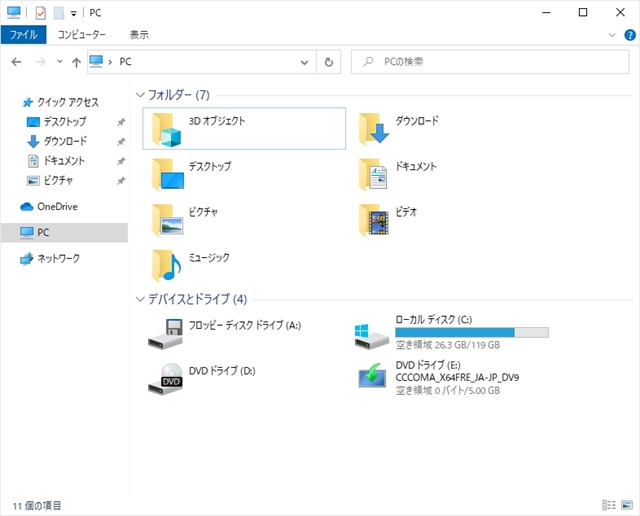 PC
ファイル コンピューター 表示
PC
PCの検索
クイック アクセス
デスクトップ
ダウンロード
ドキュメント
ピクチャ
OneDrive
PC
ネットワーク
フォルダー (7)
3D オブジェクト
ダウンロード
デスクトップ
ドキュメント
ピクチャ
ビデオ
ミュージック
デバイスとドライブ (4)
フロッピー ディスク ドライブ (A:)
ローカル ディスク (C:)
空き領域 26.3 GB/119 GB
DVD ドライブ (D:)
DVD
DVD ドライブ (E:)
CCCOMA_X64FRE_JA-JP_DV9
空き領域 0 バイト/5.00 GB
11 個の項目